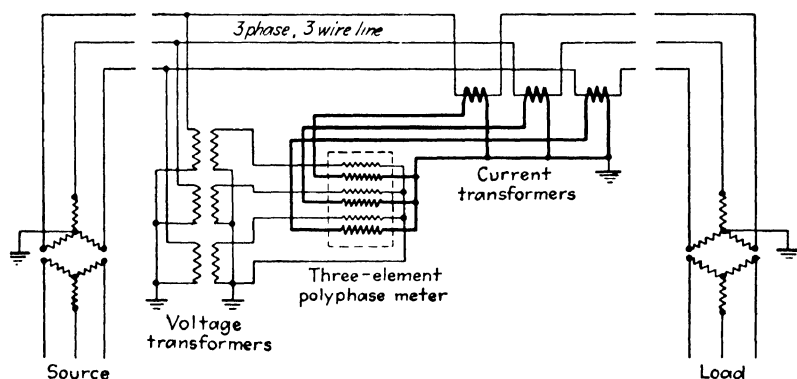 3 phase, 3 wire line
Current
transformers
Three-element
polyphase meter
Voltage
transformers
Source
Load